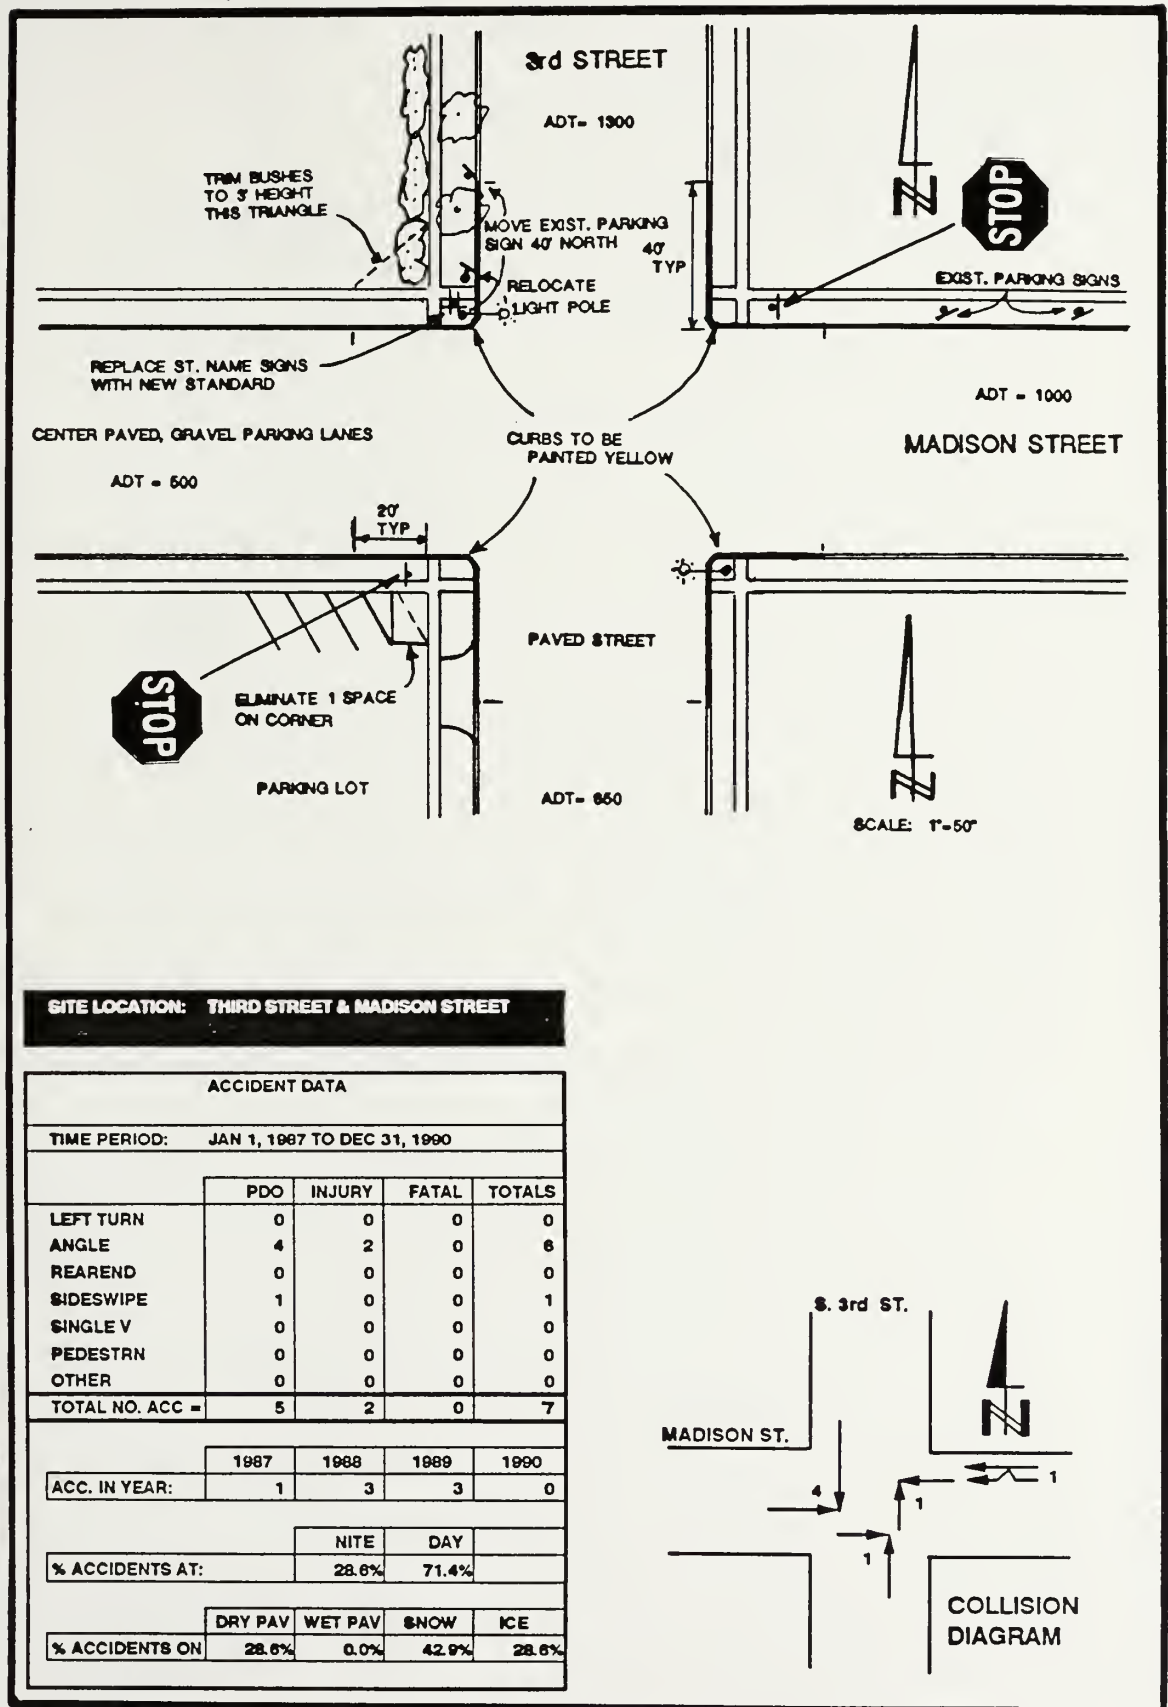 3rd STREET
ADT= 1300
TRIM BUSHES
TO 3' HEIGHT
THIS TRIANGLE
MOVE EXIST. PARKING
SIGN 40' NORTH
40'
TYP
N
STOP
RELOCATE
LIGHT POLE
EXIST. PARKING SIGNS
REPLACE ST. NAME SIGNS
WITH NEW STANDARD
ADT = 1000
CENTER PAVED, GRAVEL PARKING LANES
CURBS TO BE
PAINTED YELLOW
MADISON STREET
ADT = 500
20'
TYP
PAVED STREET
STOP
ELIMINATE 1 SPACE
ON CORNER
PARKING LOT
ADT= 650
N
SCALE: 1"=50"
SITE LOCATION: THIRD STREET & MADISON STREET
ACCIDENT DATA
TIME PERIOD: JAN 1, 1987 TO DEC 31, 1990
PDO INJURY FATAL TOTALS
LEFT TURN 0 0 0 0
ANGLE 4 2 0 6
REAREND 0 0 0 0
SIDESWIPE 1 0 0 1
SINGLE V 0 0 0 0
PEDESTRN 0 0 0 0
OTHER 0 0 0 0
TOTAL NO. ACC = 5 2 0 7
1987 1988 1989 1990
ACC. IN YEAR: 1 3 3 0
NITE DAY
% ACCIDENTS AT: 28.6% 71.4%
DRY PAV WET PAV SNOW ICE
% ACCIDENTS ON 28.6% 0.0% 42.9% 28.6%
S. 3rd ST.
N
MADISON ST.
1
4
1
1
COLLISION
DIAGRAM